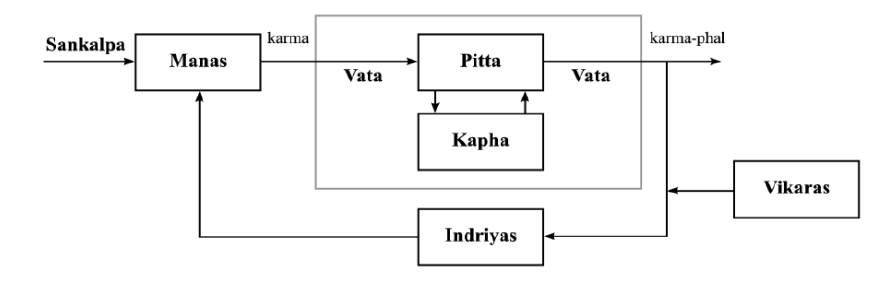 Sankalpa
Manas
karma
Vata
Pitta
Vata
karma-phal
Kapha
Vikaras
Indriyas